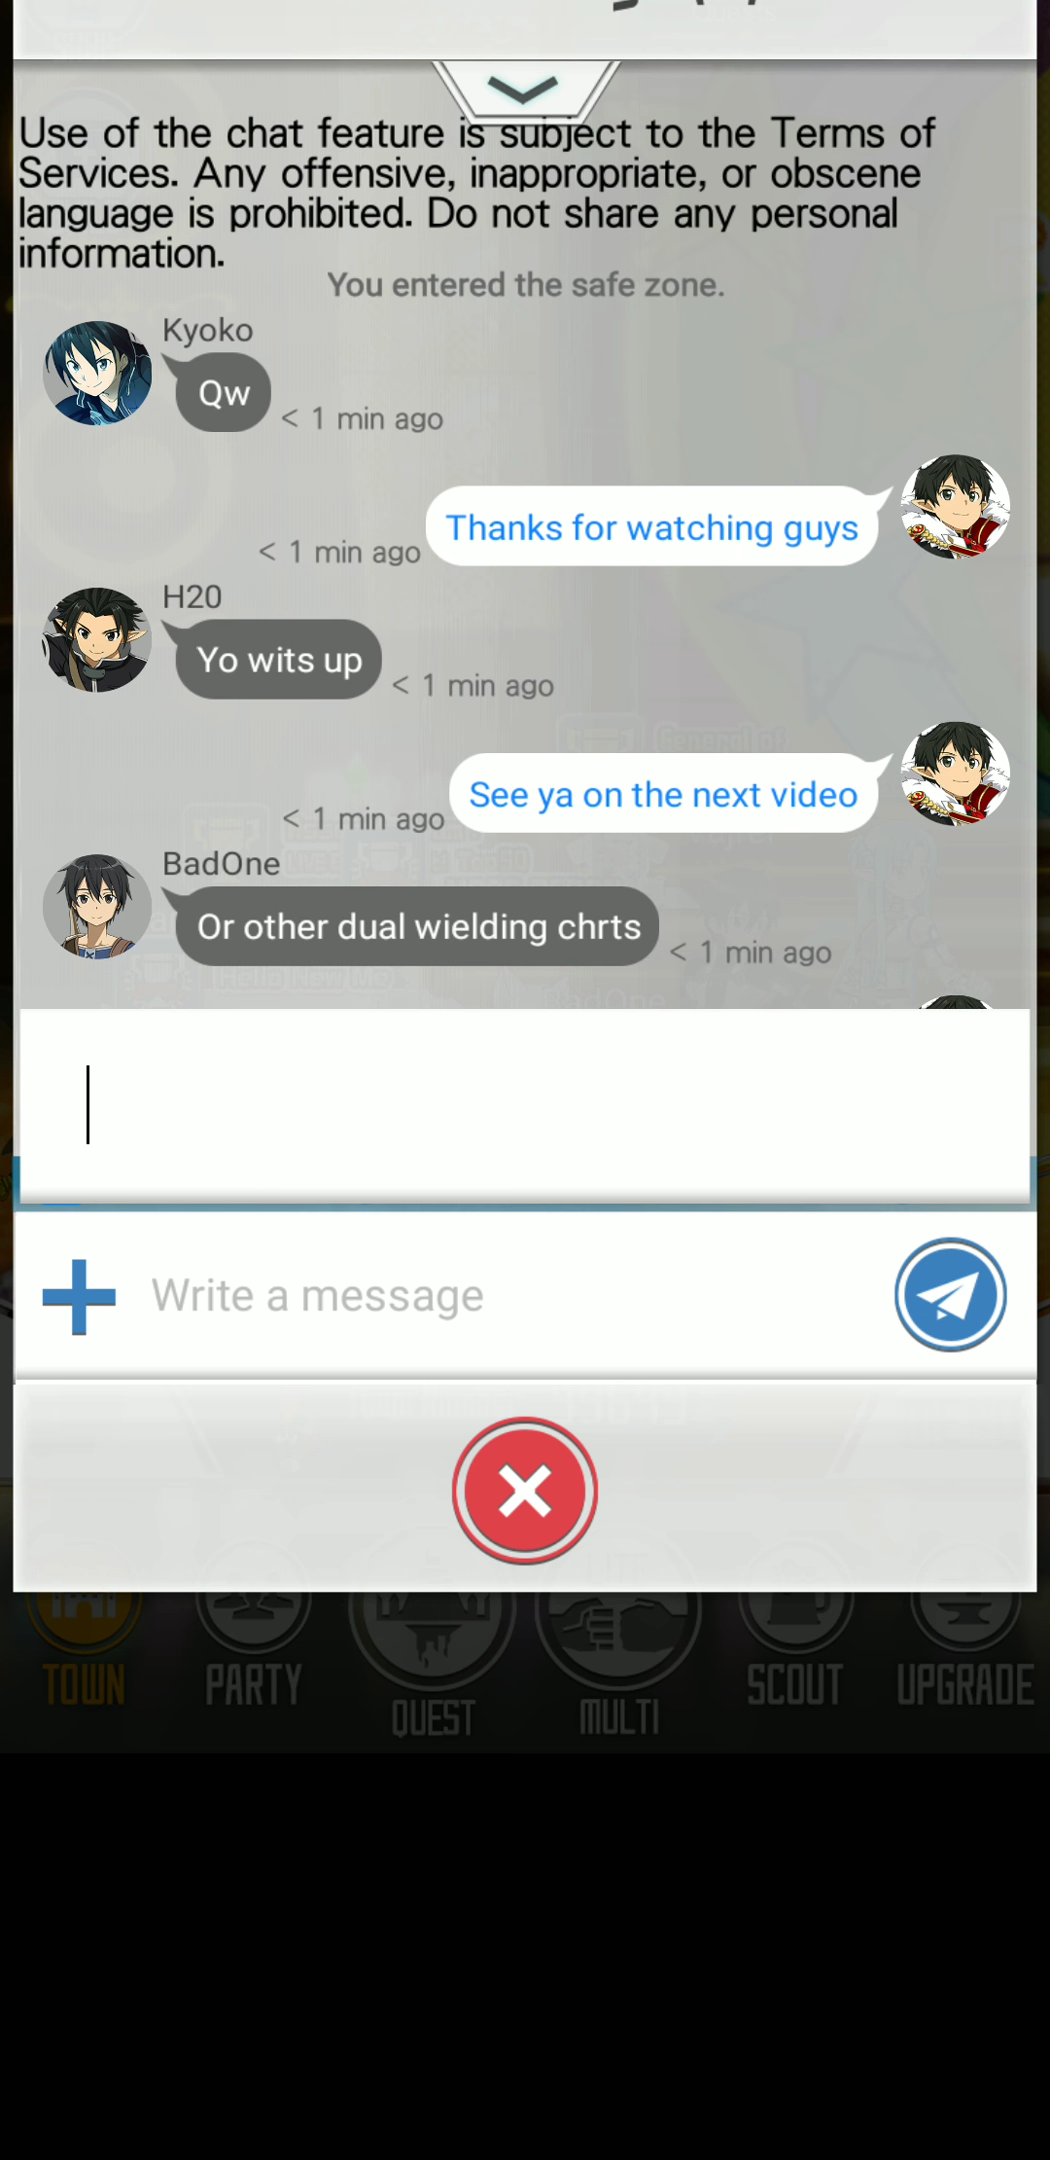 Use of the chat feature is subject to the Terms of
Services. Any offensive, inappropriate, or obscene
language is prohibited. Do not share any personal
information.
You entered the safe zone.
Kyoko
Qw
< 1 min ago
Thanks for watching guys
< 1 min ago
H20
Yo wits up
< 1 min ago
See ya on the next video
< 1 min ago
BadOne
Or other dual wielding chrts
< 1 min ago
General of
BadOne
Write a message
TOWN
PARTY
QUEST
MULTI
SCOUT
UPGRADE